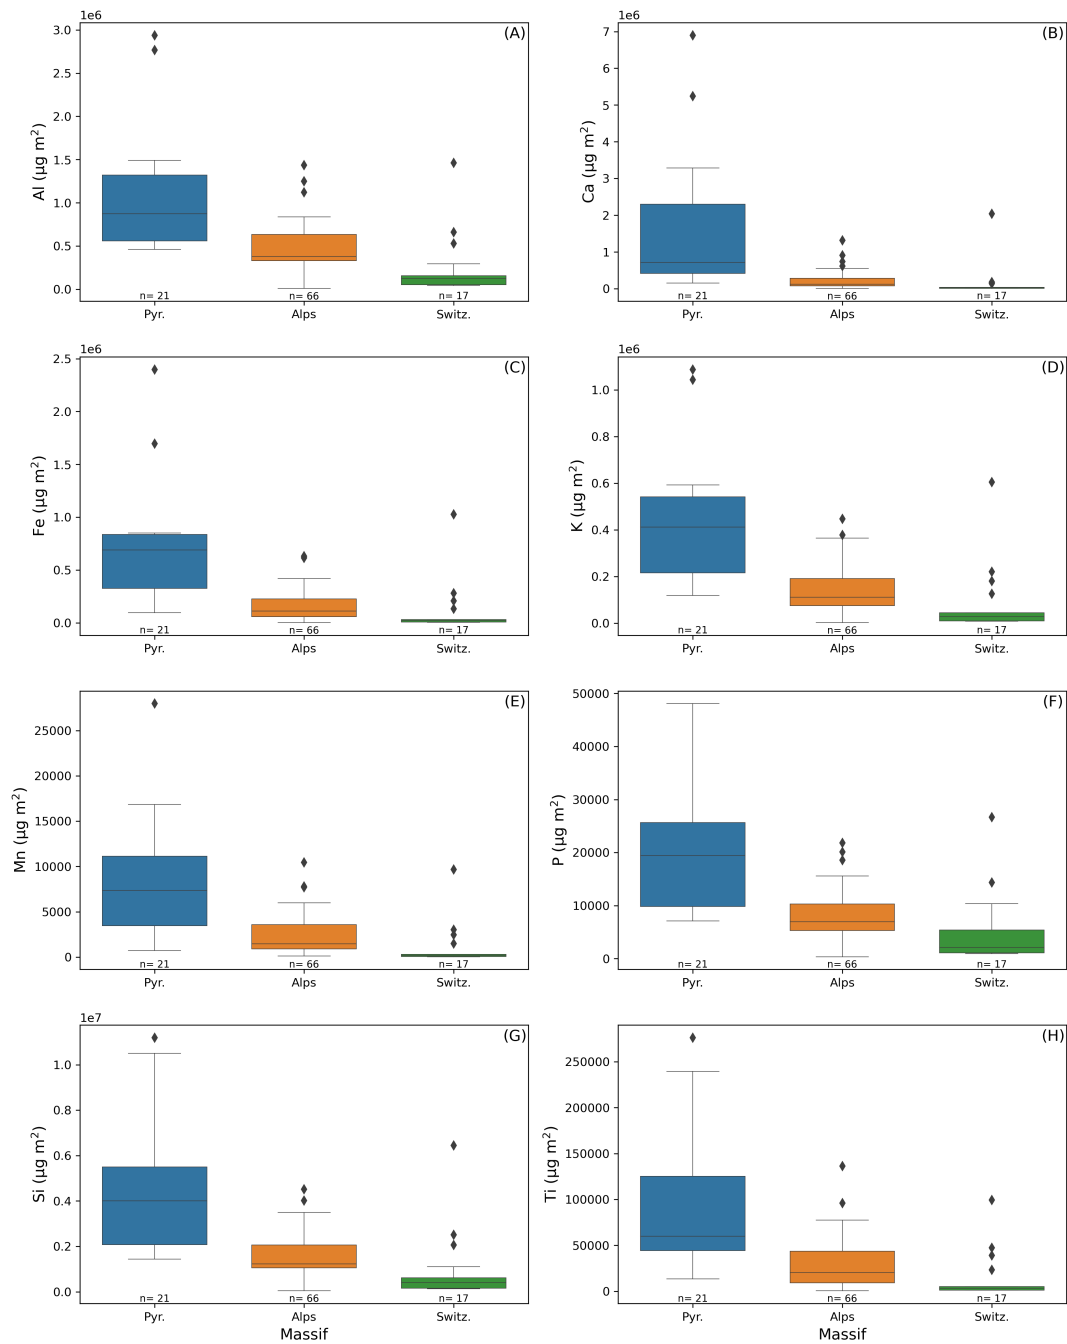 1e6
(A)
3.0
2.5
2.0
1.5
1.0
0.5
0.0
Al (µg m²)
n= 21
n= 66
n= 17
Pyr.
Alps
Switz.
1e6
(B)
7
6
5
4
3
2
1
0
Ca (µg m²)
n= 21
n= 66
n= 17
Pyr.
Alps
Switz.
1e6
(C)
2.5
2.0
1.5
1.0
0.5
0.0
Fe (µg m²)
n= 21
n= 66
n= 17
Pyr.
Alps
Switz.
1e6
(D)
1.0
0.8
0.6
0.4
0.2
0.0
K (µg m²)
n= 21
n= 66
n= 17
Pyr.
Alps
Switz.
(E)
25000
20000
15000
10000
5000
0
Mn (µg m²)
n= 21
n= 66
n= 17
Pyr.
Alps
Switz.
(F)
50000
40000
30000
20000
10000
0
P (µg m²)
n= 21
n= 66
n= 17
Pyr.
Alps
Switz.
1e7
(G)
1.0
0.8
0.6
0.4
0.2
0.0
Si (µg m²)
n= 21
n= 66
n= 17
Pyr.
Alps
Switz.
Massif
(H)
250000
200000
150000
100000
50000
0
Ti (µg m²)
n= 21
n= 66
n= 17
Pyr.
Alps
Switz.
Massif